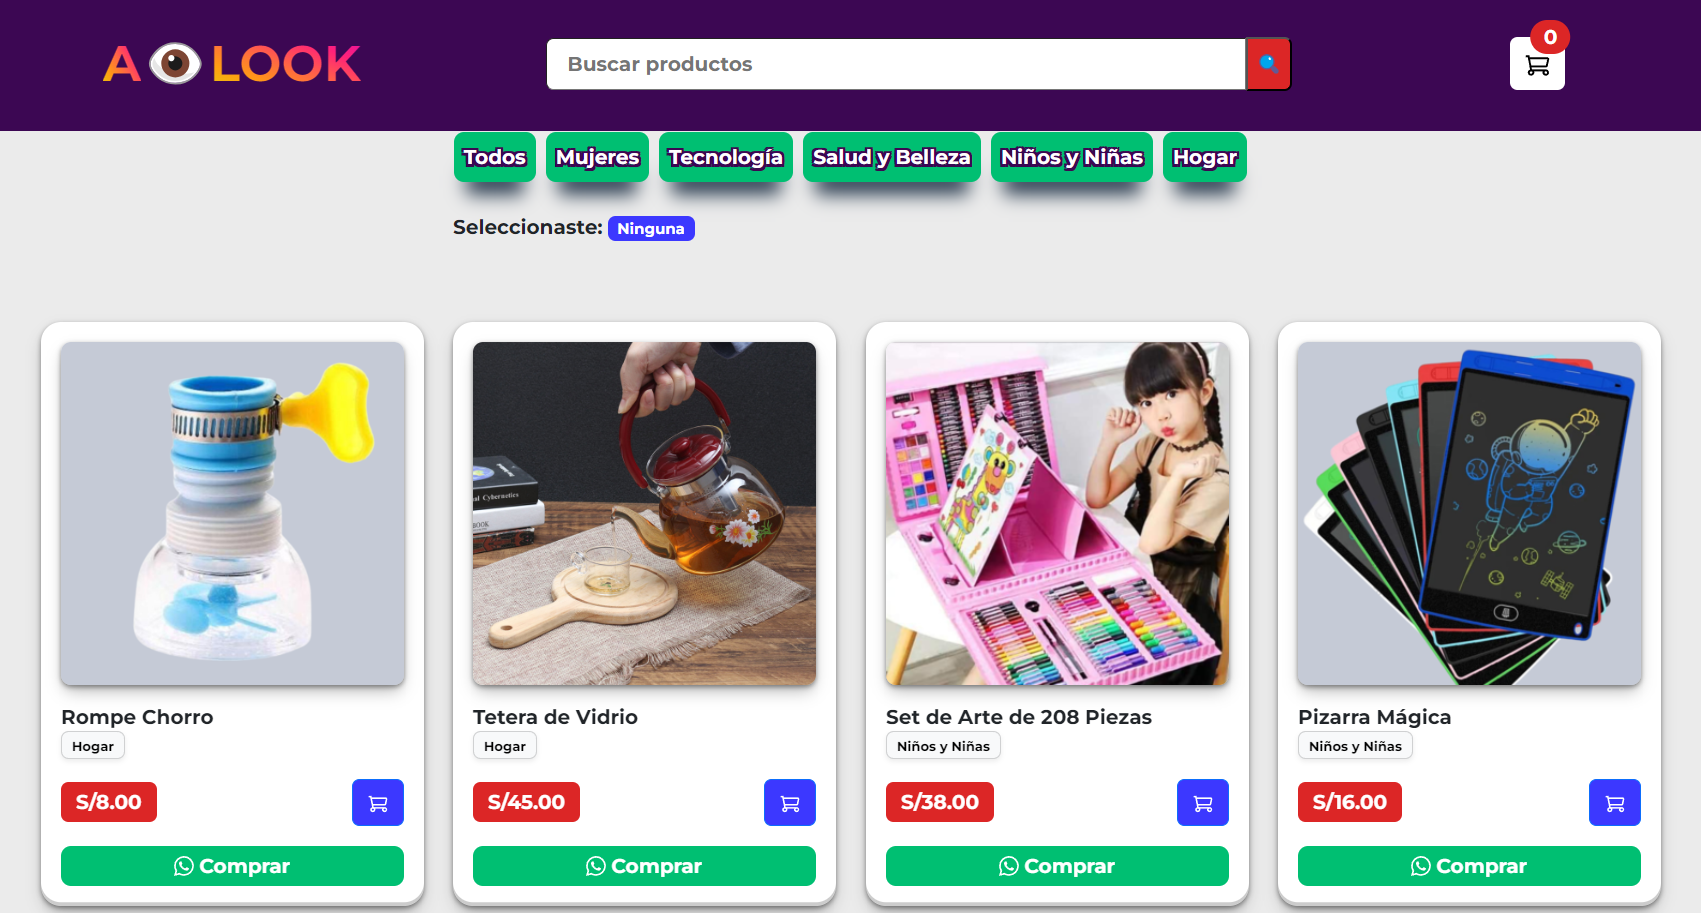 A LOOK
Buscar productos
0
Todos Mujeres Tecnología Salud y Belleza Niños y Niñas Hogar
Seleccionaste: Ninguna
Rompe Chorro
Hogar
S/8.00
Comprar
Tetera de Vidrio
Hogar
S/45.00
Comprar
Set de Arte de 208 Piezas
Niños y Niñas
S/38.00
Comprar
Pizarra Mágica
Niños y Niñas
S/16.00
Comprar